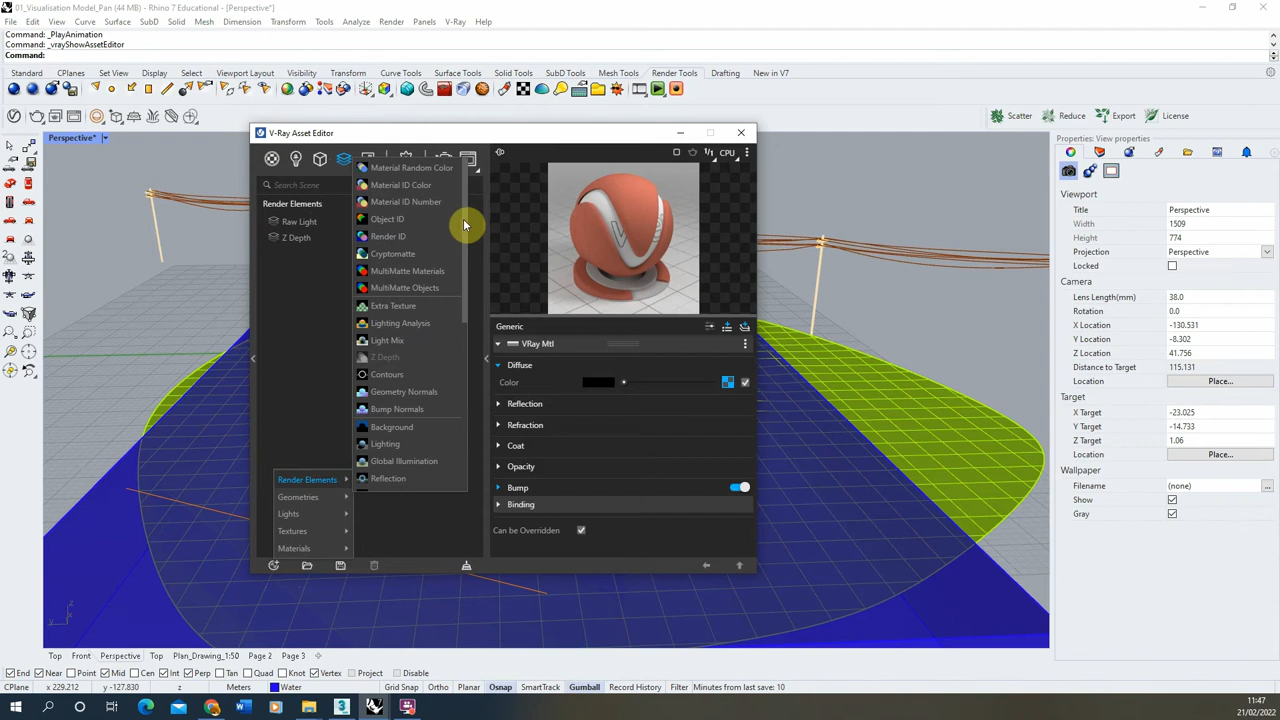 01_Visualisation Model_Pan (44 MB) - Rhino 7 Educational - [Perspective*]
File Edit View Curve Surface SubD Solid Mesh Dimension Transform Tools Analyze Render Panels V-Ray Help
Command: _PlayAnimation
Command: _vrayShowAssetEditor
Command:
Standard CPlanes Set View Display Select Viewport Layout Visibility Transform Curve Tools Surface Tools Solid Tools SubD Tools Mesh Tools Render Tools Drafting New in V7
Scatter Reduce Export License
Perspective*
V-Ray Asset Editor
CPU
Search Scene
Render Elements
Raw Light
Z Depth
Material Random Color
Material ID Color
Material ID Number
Object ID
Render ID
Cryptomatte
MultiMatte Materials
MultiMatte Objects
Extra Texture
Lighting Analysis
Light Mix
Z Depth
Contours
Geometry Normals
Bump Normals
Background
Lighting
Global Illumination
Reflection
Render Elements
Geometries
Lights
Textures
Materials
Generic
VRay Mtl
Diffuse
Color
Reflection
Refraction
Coat
Opacity
Bump
Binding
Can be Overridden
Properties: View properties
Viewport
Title Perspective
Width 1509
Height 774
Projection Perspective
Locked
Camera
Lens Length(mm) 38.0
Rotation 0.0
X Location -130.531
Y Location -8.302
Z Location 41.756
Distance to Target 115.131
Location Place...
Target
X Target -23.025
Y Target -14.733
Z Target 1.06
Location Place...
Wallpaper
Filename (none) ...
Show
Gray
z
y
x
Top Front Perspective Top Plan_Drawing_1:50 Page 2 Page 3
End Near Point Mid Cen Int Perp Tan Quad Knot Vertex Project Disable
CPlane x 229.212 y -127.830 z Meters Water Grid Snap Ortho Planar Osnap SmartTrack Gumball Record History Filter Minutes from last save: 10
11:47
21/02/2022